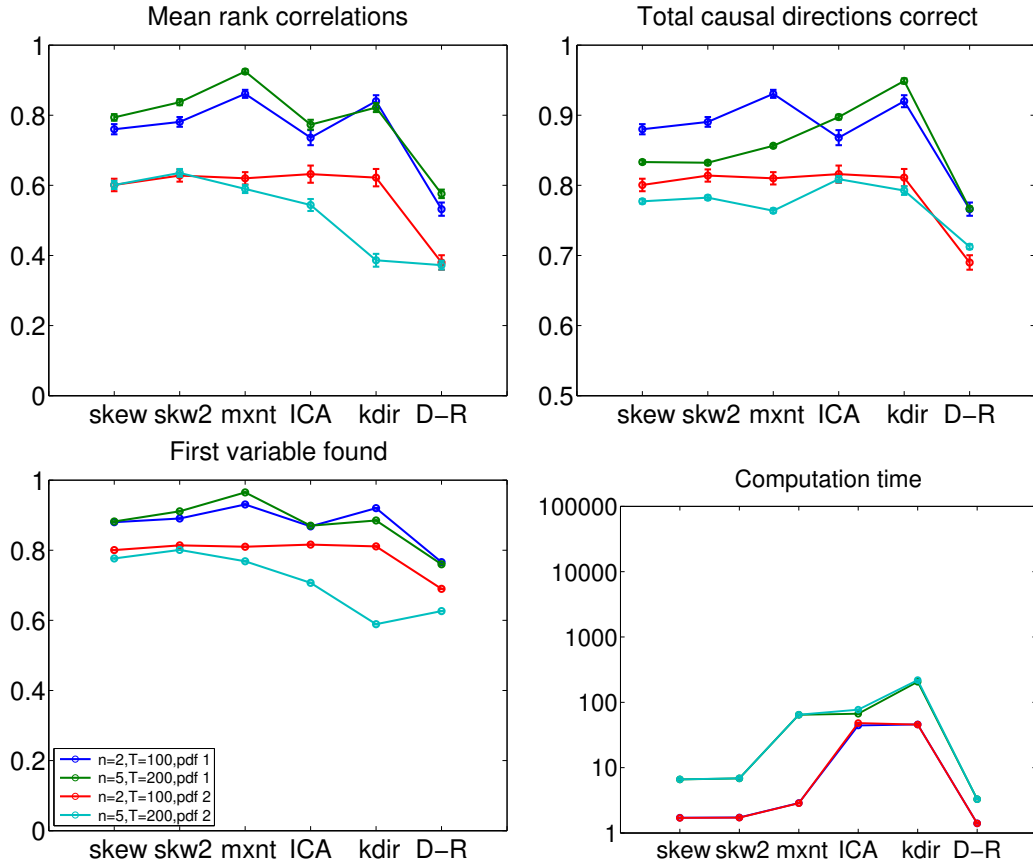 Mean rank correlations
1
0.8
0.6
0.4
0.2
0
skew skw2 mxnt ICA kdir D−R
Total causal directions correct
1
0.9
0.8
0.7
0.6
0.5
skew skw2 mxnt ICA kdir D−R
First variable found
1
0.8
0.6
0.4
0.2
0
n=2,T=100,pdf 1
n=5,T=200,pdf 1
n=2,T=100,pdf 2
n=5,T=200,pdf 2
skew skw2 mxnt ICA kdir D−R
Computation time
100000
10000
1000
100
10
1
skew skw2 mxnt ICA kdir D−R